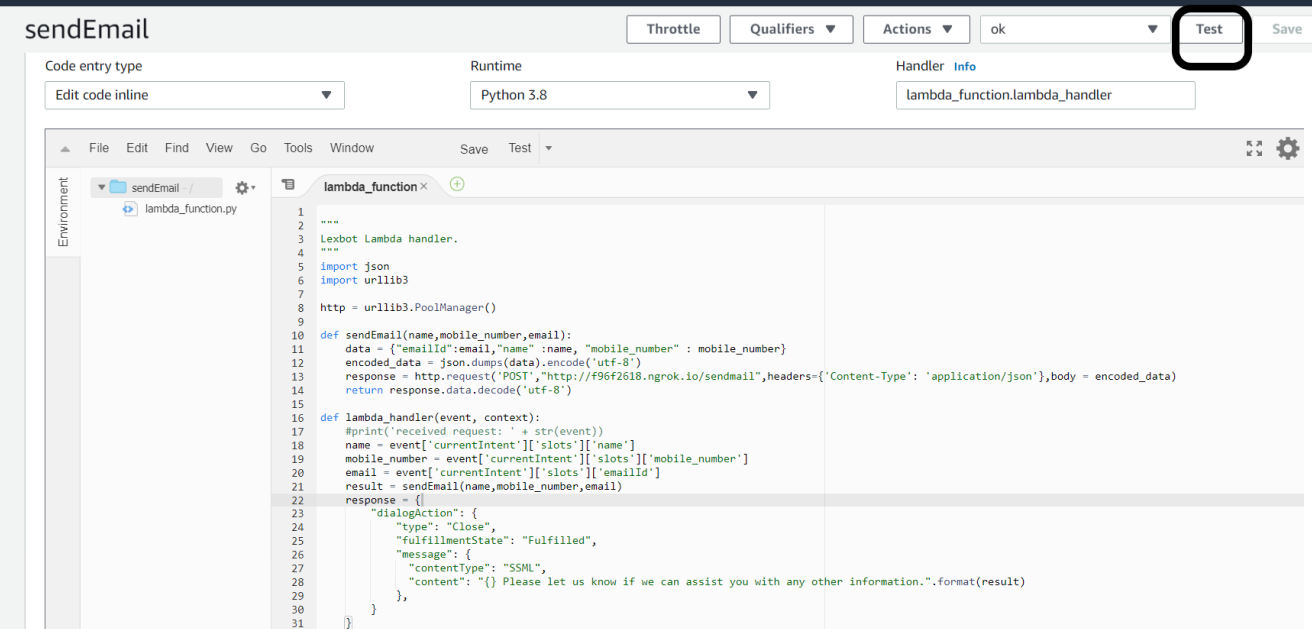 sendEmail
Throttle
Qualifiers
Actions
ok
Test
Save
Code entry type
Runtime
Handler Info
Edit code inline
Python 3.8
lambda_function.lambda_handler
File Edit Find View Go Tools Window Save Test
Environment
sendEmail - /
lambda_function.py
lambda_function
1
2 """
3 Lexbot Lambda handler.
4 """
5 import json
6 import urllib3
7
8 http = urllib3.PoolManager()
9
10 def sendEmail(name,mobile_number,email):
11     data = {"emailId":email,"name" :name, "mobile_number" : mobile_number}
12     encoded_data = json.dumps(data).encode('utf-8')
13     response = http.request('POST',"http://f96f2618.ngrok.io/sendmail",headers={'Content-Type': 'application/json'},body = encoded_data)
14     return response.data.decode('utf-8')
15
16 def lambda_handler(event, context):
17     #print('received request: ' + str(event))
18     name = event['currentIntent']['slots']['name']
19     mobile_number = event['currentIntent']['slots']['mobile_number']
20     email = event['currentIntent']['slots']['emailId']
21     result = sendEmail(name,mobile_number,email)
22     response = {
23         "dialogAction": {
24             "type": "Close",
25             "fulfillmentState": "Fulfilled",
26             "message": {
27               "contentType": "SSML",
28               "content": "{} Please let us know if we can assist you with any other information.".format(result)
29             },
30         }
31     }